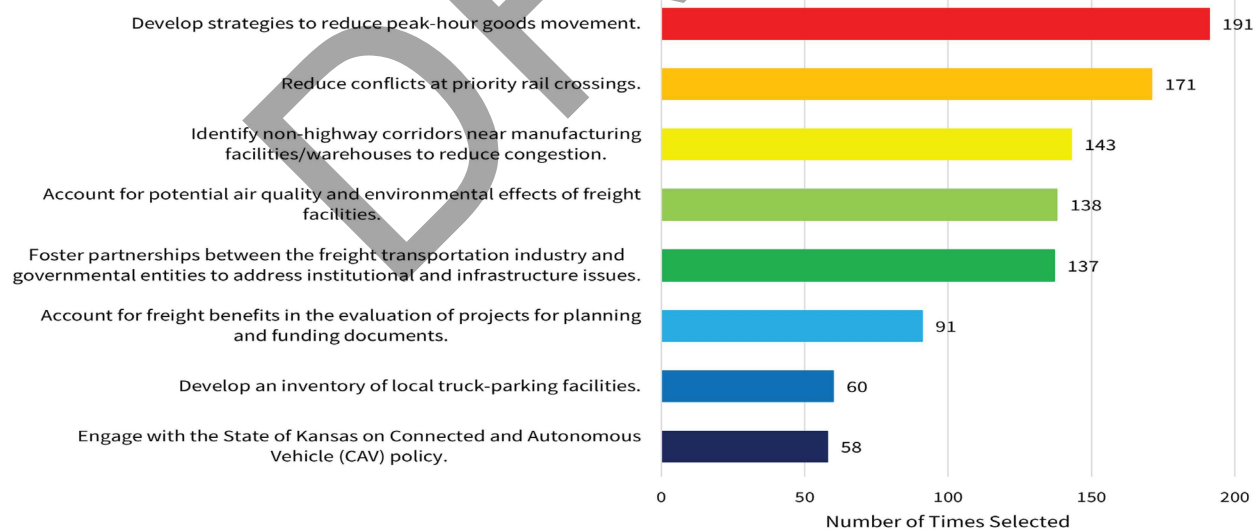 Develop strategies to reduce peak-hour goods movement.
191
Reduce conflicts at priority rail crossings.
171
Identify non-highway corridors near manufacturing
facilities/warehouses to reduce congestion.
143
Account for potential air quality and environmental effects of freight
facilities.
138
Foster partnerships between the freight transportation industry and
governmental entities to address institutional and infrastructure issues.
137
Account for freight benefits in the evaluation of projects for planning
and funding documents.
91
Develop an inventory of local truck-parking facilities.
60
Engage with the State of Kansas on Connected and Autonomous
Vehicle (CAV) policy.
58
0 50 100 150 200
Number of Times Selected